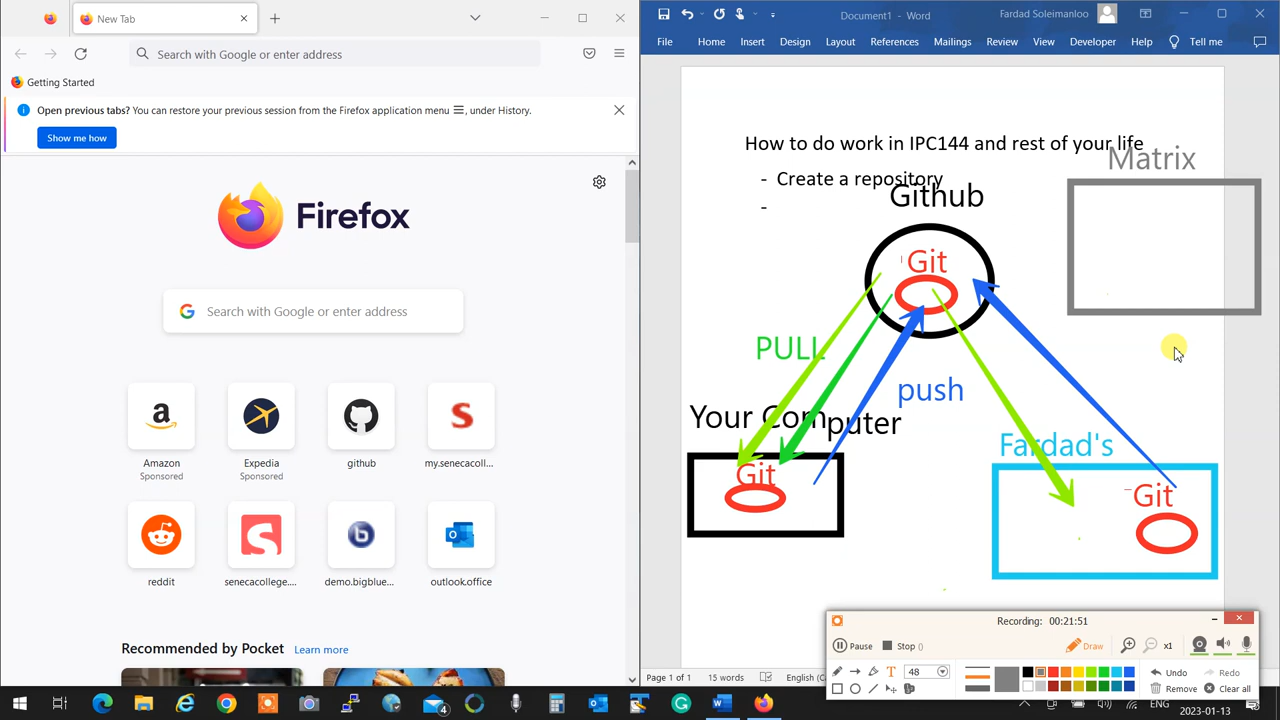 New Tab
Search with Google or enter address
Getting Started
Open previous tabs? You can restore your previous session from the Firefox application menu ☰, under History.
Show me how
Firefox
Search with Google or enter address
Amazon
Sponsored
Expedia
Sponsored
github
S
my.senecacoll...
reddit
senecacollege....
demo.bigblue...
outlook.office
Recommended by Pocket
Learn more
Document1 - Word
Fardad Soleimanloo
File
Home
Insert
Design
Layout
References
Mailings
Review
View
Developer
Help
Tell me
How to do work in IPC144 and rest of your life
- Create a repository
-
Matrix
Github
Git
PULL
push
Your Computer
Git
Fardad's
Git
Recording: 00:21:51
Pause
Stop ()
Draw
x1
48
Undo
Redo
Remove
Clear all
Page 1 of 1
15 words
ENG
2023-01-13